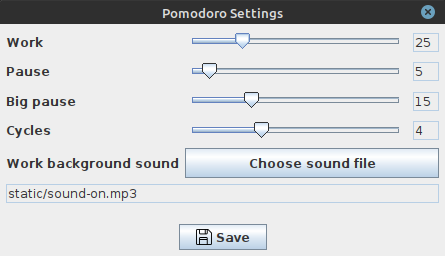 Pomodoro Settings
Work 25
Pause 5
Big pause 15
Cycles 4
Work background sound Choose sound file
static/sound-on.mp3
Save